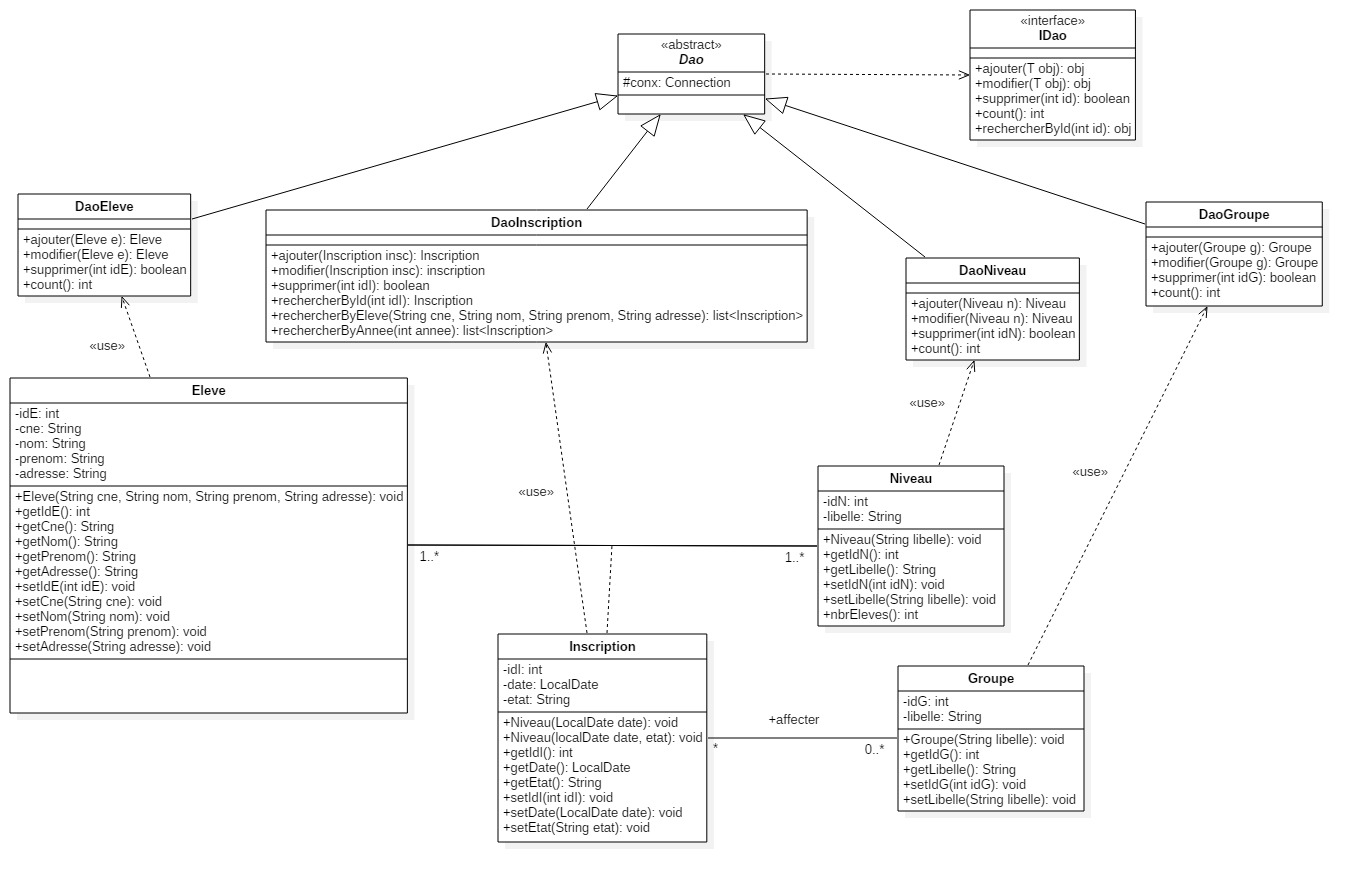 «interface»
IDao
+ajouter(T obj): obj
+modifier(T obj): obj
+supprimer(int id): boolean
+count(): int
+rechercherById(int id): obj
«abstract»
Dao
#conx: Connection
DaoEleve
+ajouter(Eleve e): Eleve
+modifier(Eleve e): Eleve
+supprimer(int idE): boolean
+count(): int
DaoInscription
+ajouter(Inscription insc): Inscription
+modifier(Inscription insc): inscription
+supprimer(int idI): boolean
+rechercherById(int idI): Inscription
+rechercherByEleve(String cne, String nom, String prenom, String adresse): list<Inscription>
+rechercherByAnnee(int annee): list<Inscription>
DaoNiveau
+ajouter(Niveau n): Niveau
+modifier(Niveau n): Niveau
+supprimer(int idN): boolean
+count(): int
DaoGroupe
+ajouter(Groupe g): Groupe
+modifier(Groupe g): Groupe
+supprimer(int idG): boolean
+count(): int
«use»
«use»
«use»
«use»
Eleve
-idE: int
-cne: String
-nom: String
-prenom: String
-adresse: String
+Eleve(String cne, String nom, String prenom, String adresse): void
+getIdE(): int
+getCne(): String
+getNom(): String
+getPrenom(): String
+getAdresse(): String
+setIdE(int idE): void
+setCne(String cne): void
+setNom(String nom): void
+setPrenom(String prenom): void
+setAdresse(String adresse): void
1..*
1..*
Niveau
-idN: int
-libelle: String
+Niveau(String libelle): void
+getIdN(): int
+getLibelle(): String
+setIdN(int idN): void
+setLibelle(String libelle): void
+nbrEleves(): int
Inscription
-idI: int
-date: LocalDate
-etat: String
+Niveau(LocalDate date): void
+Niveau(localDate date, etat): void
+getIdI(): int
+getDate(): LocalDate
+getEtat(): String
+setIdI(int idI): void
+setDate(LocalDate date): void
+setEtat(String etat): void
+affecter
*
0..*
Groupe
-idG: int
-libelle: String
+Groupe(String libelle): void
+getIdG(): int
+getLibelle(): String
+setIdG(int idG): void
+setLibelle(String libelle): void